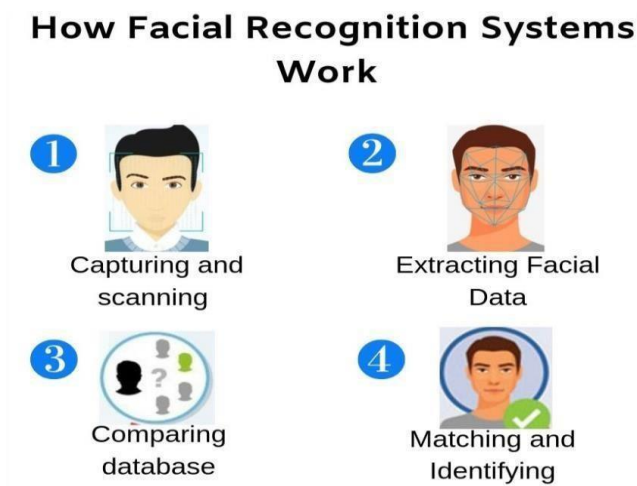 How Facial Recognition Systems
Work
1
Capturing and
scanning
2
Extracting Facial
Data
3
?
Comparing
database
4
Matching and
Identifying